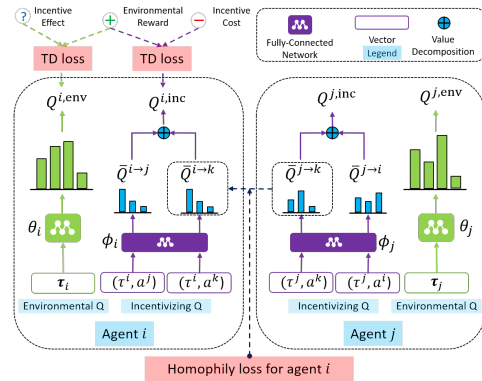 Incentive Effect
Environmental Reward
Incentive Cost
?
+
−
TD loss
TD loss
Fully-Connected Network
Vector
Legend
Value Decomposition
Q^{i,env}
Q^{i,inc}
Q^{j,inc}
Q^{j,env}
Q̄^{i→j}
Q̄^{i→k}
Q̄^{j→k}
Q̄^{j→i}
θ_i
ϕ_i
ϕ_j
θ_j
τ_i
(τ^i, a^j)
(τ^i, a^k)
(τ^j, a^k)
(τ^j, a^i)
τ_j
Environmental Q
Incentivizing Q
Incentivizing Q
Environmental Q
Agent i
Agent j
Homophily loss for agent i